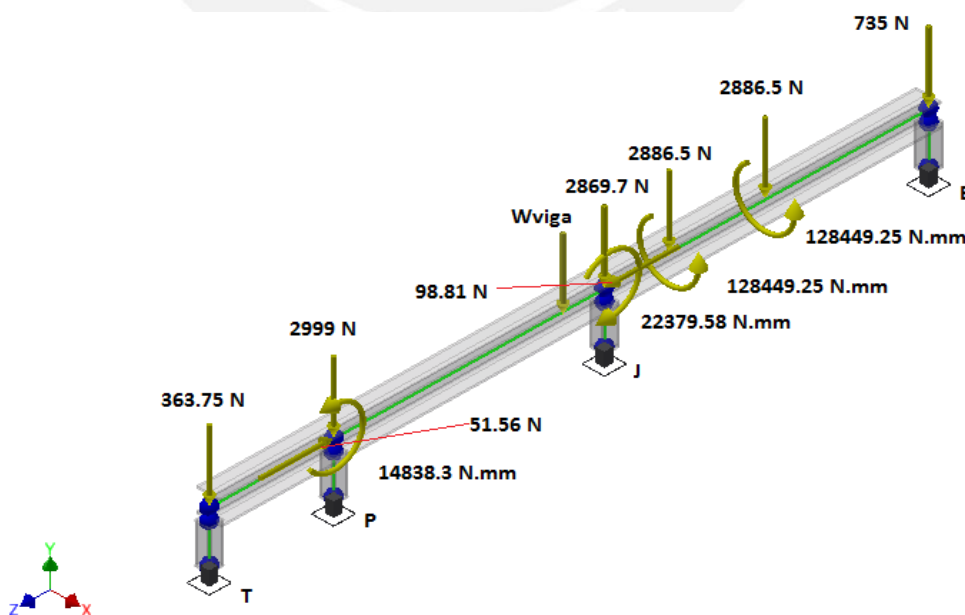 735 N
2886.5 N
2886.5 N
2869.7 N
Wviga
E
128449.25 N.mm
98.81 N
128449.25 N.mm
22379.58 N.mm
2999 N
J
363.75 N
51.56 N
14838.3 N.mm
P
T
Y
Z
X